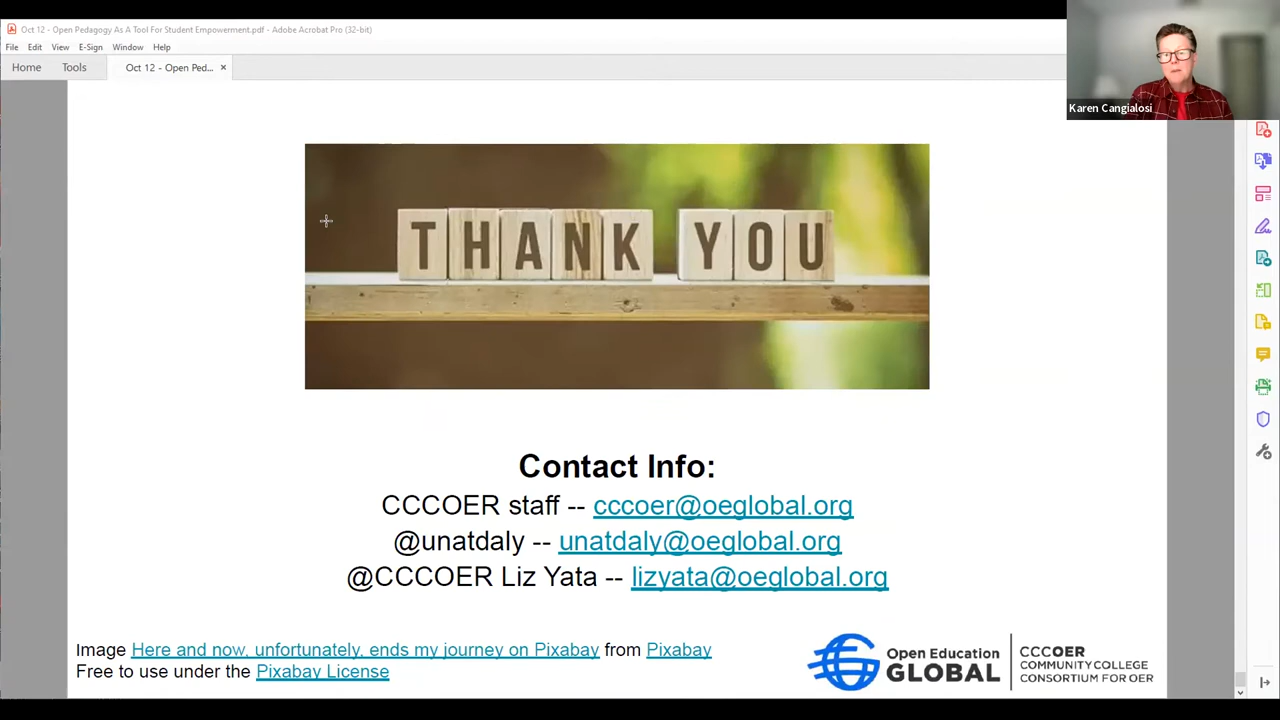 Oct 12 - Open Pedagogy As A Tool For Student Empowerment.pdf - Adobe Acrobat Pro (32-bit)
File Edit View E-Sign Window Help
Home Tools Oct 12 - Open Ped... ×
Karen Cangialosi
THANK YOU
Contact Info:
CCCOER staff -- cccoer@oeglobal.org
@unatdaly -- unatdaly@oeglobal.org
@CCCOER Liz Yata -- lizyata@oeglobal.org
Image Here and now, unfortunately, ends my journey on Pixabay from Pixabay
Free to use under the Pixabay License
Open Education
GLOBAL
CCCOER
COMMUNITY COLLEGE
CONSORTIUM FOR OER